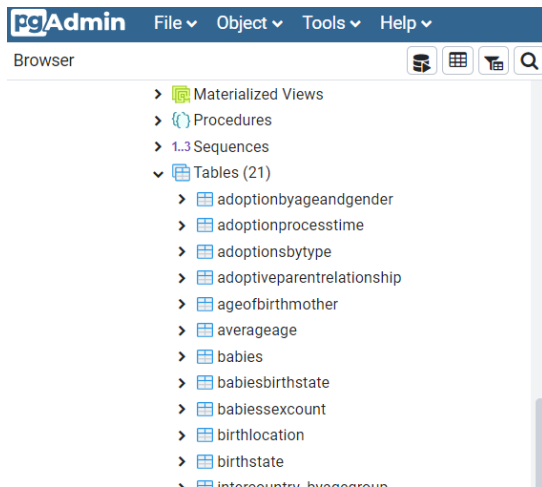 pgAdmin File Object Tools Help
Browser
Materialized Views
Procedures
1..3 Sequences
Tables (21)
adoptionbyageandgender
adoptionprocesstime
adoptionsbytype
adoptiveparentrelationship
ageofbirthmother
averageage
babies
babiesbirthstate
babiessexcount
birthlocation
birthstate
intercountry_byagegroup